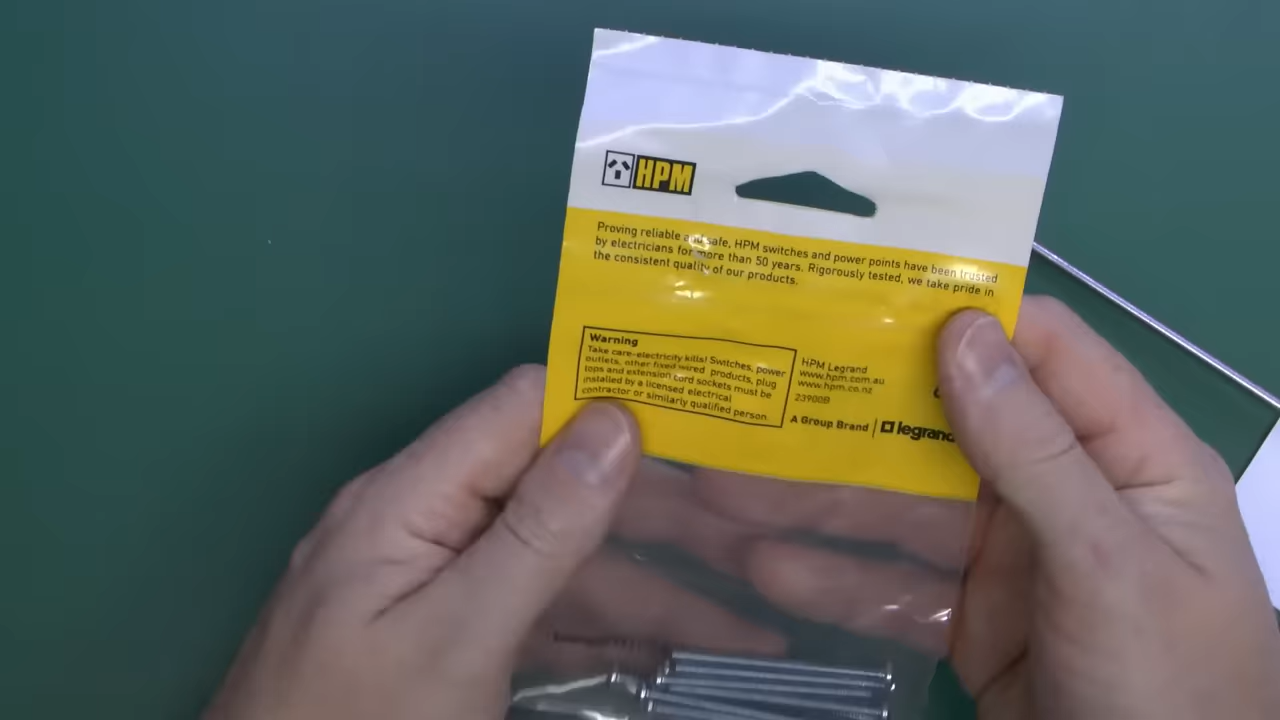 HPM
Proving reliable and safe, HPM switches and power points have been trusted
by electricians for more than 50 years. Rigorously tested, we take pride in
the consistent quality of our products.
Warning
Take care-electricity kills! Switches, power
outlets, other fixed wired products, plug
tops and extension cord sockets must be
installed by a licensed electrical
contractor or similarly qualified person.
HPM Legrand
www.hpm.com.au
www.hpm.co.nz
23900B
A Group Brand
legrand